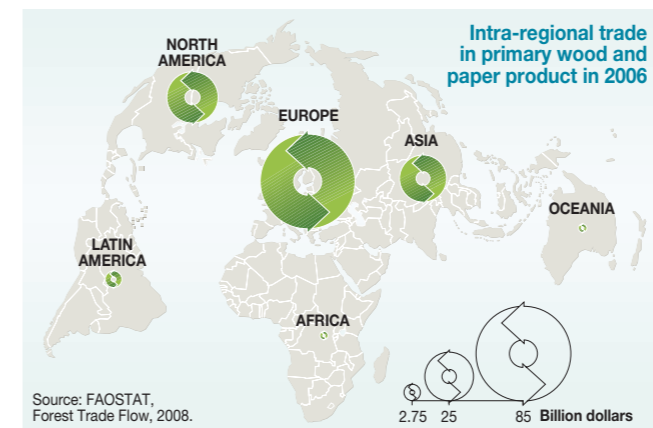 Intra-regional trade
in primary wood and
paper product in 2006
NORTH
AMERICA
EUROPE
ASIA
OCEANIA
LATIN
AMERICA
AFRICA
Source: FAOSTAT,
Forest Trade Flow, 2008.
2.75 25 85 Billion dollars